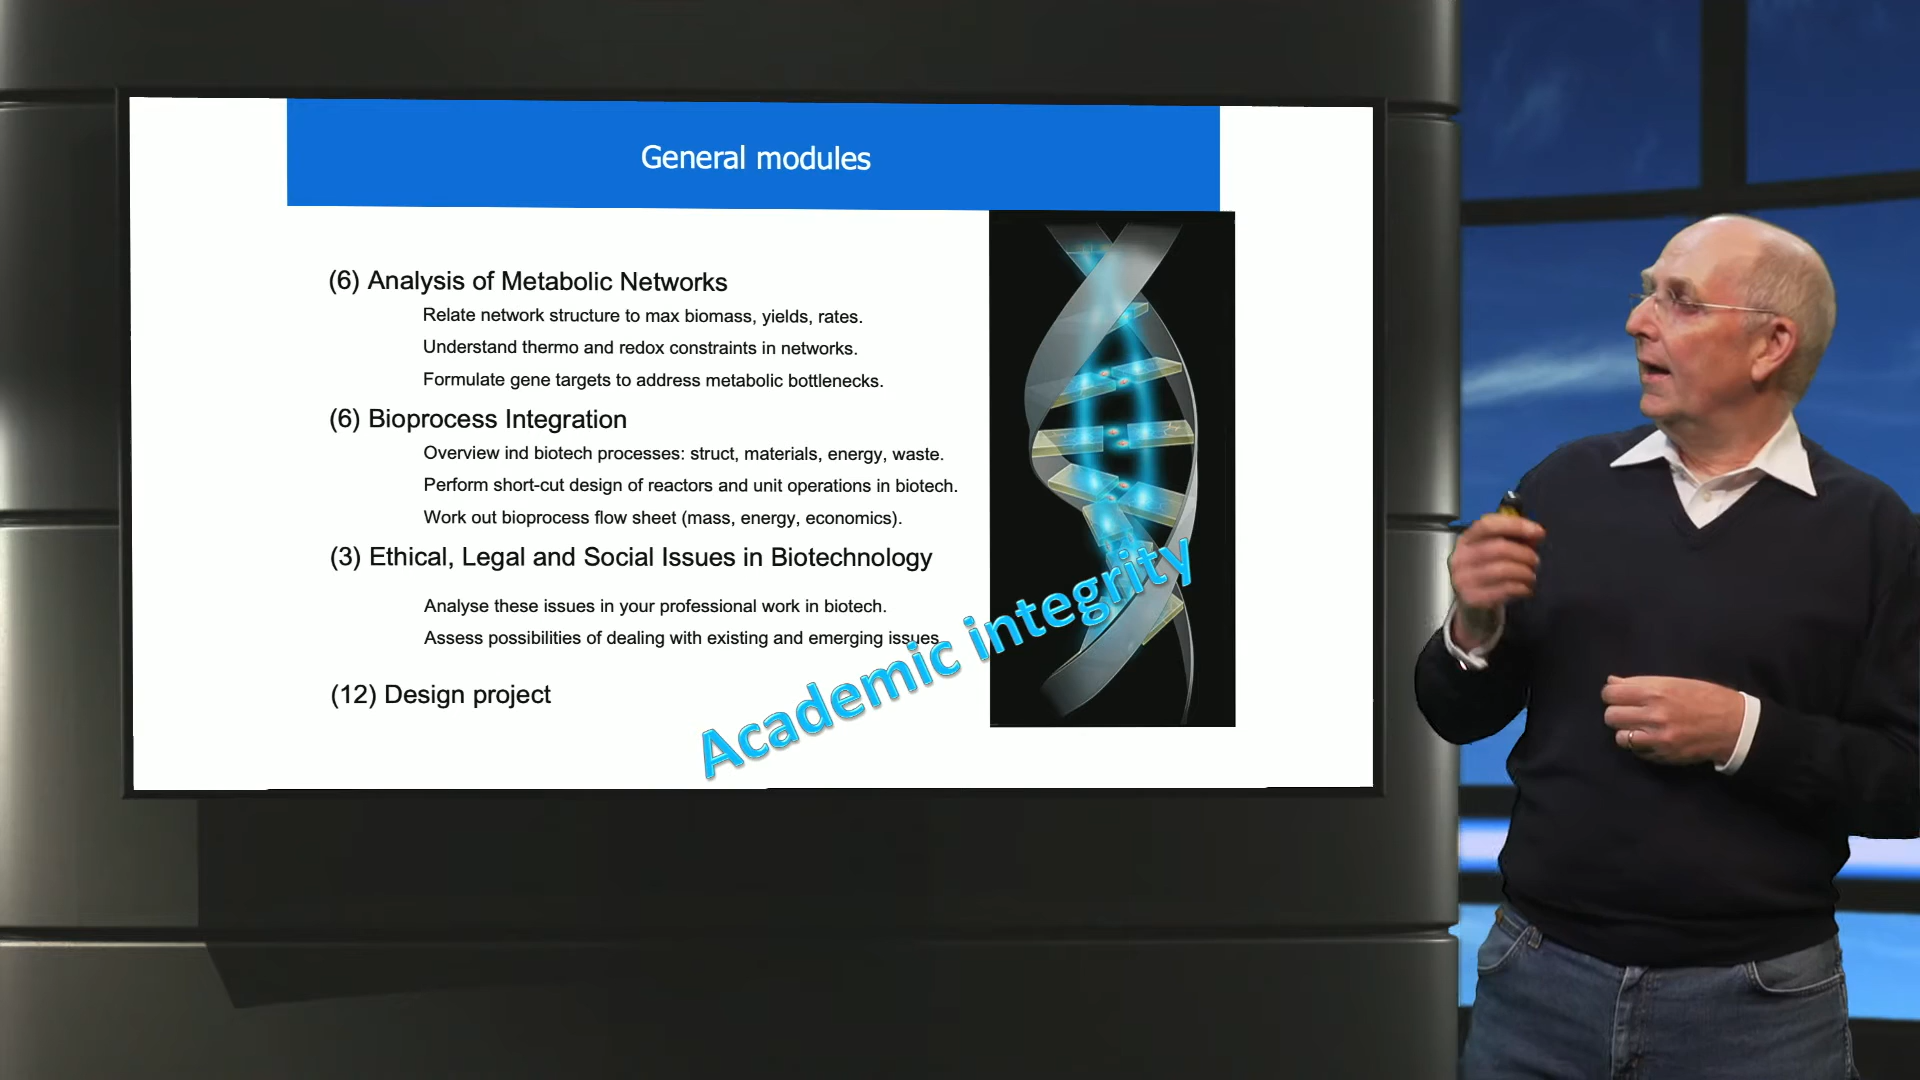 General modules
(6) Analysis of Metabolic Networks
Relate network structure to max biomass, yields, rates.
Understand thermo and redox constraints in networks.
Formulate gene targets to address metabolic bottlenecks.
(6) Bioprocess Integration
Overview ind biotech processes: struct, materials, energy, waste.
Perform short-cut design of reactors and unit operations in biotech.
Work out bioprocess flow sheet (mass, energy, economics).
(3) Ethical, Legal and Social Issues in Biotechnology
Analyse these issues in your professional work in biotech.
Assess possibilities of dealing with existing and emerging issues.
(12) Design project
Academic integrity